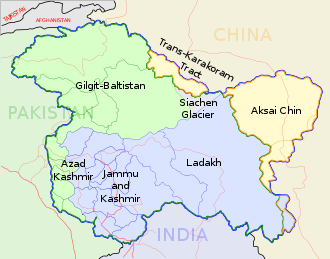 TAJIKISTAN
AFGHANISTAN
CHINA
Trans-Karakoram
Tract
Gilgit-Baltistan
PAKISTAN
Siachen
Glacier
Aksai Chin
Azad
Kashmir
Jammu
and
Kashmir
Ladakh
INDIA